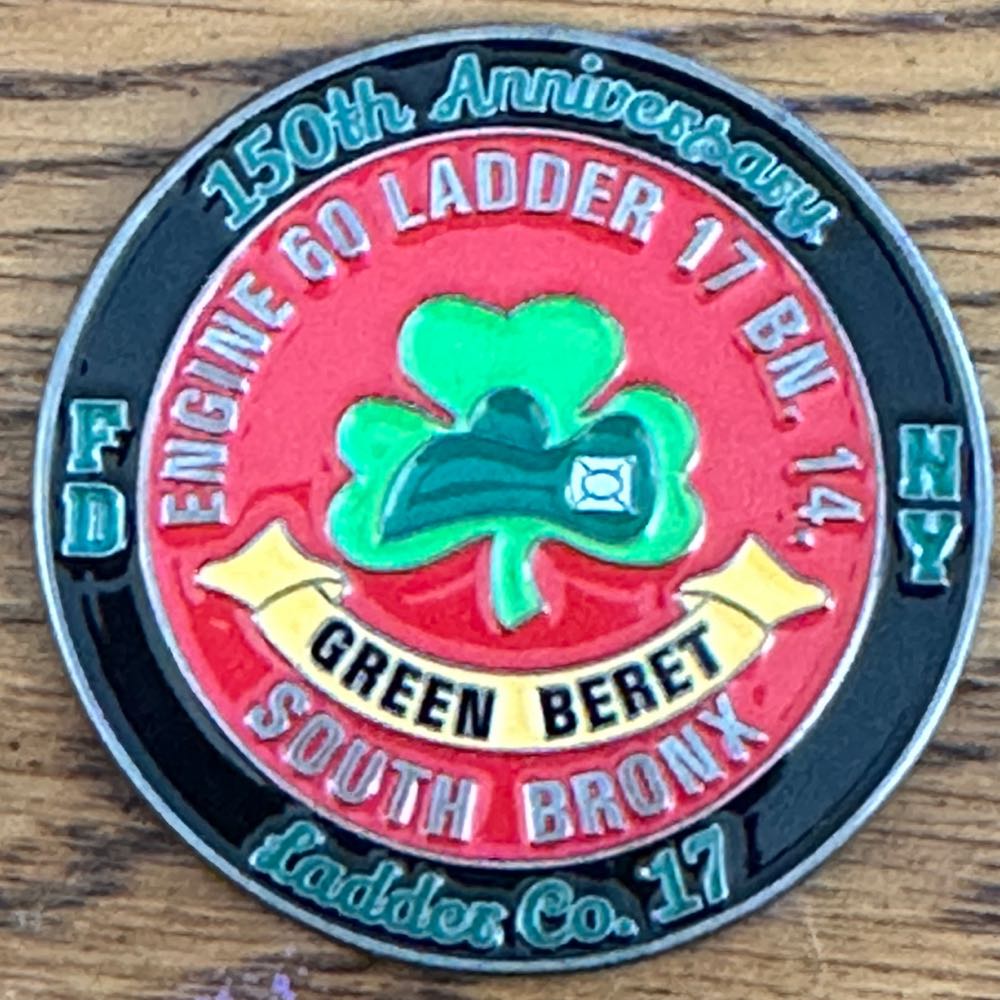 150th Anniversary
ENGINE 60 LADDER 17 BN. 14.
FD
NY
GREEN BERET
SOUTH BRONX
Ladder Co. 17